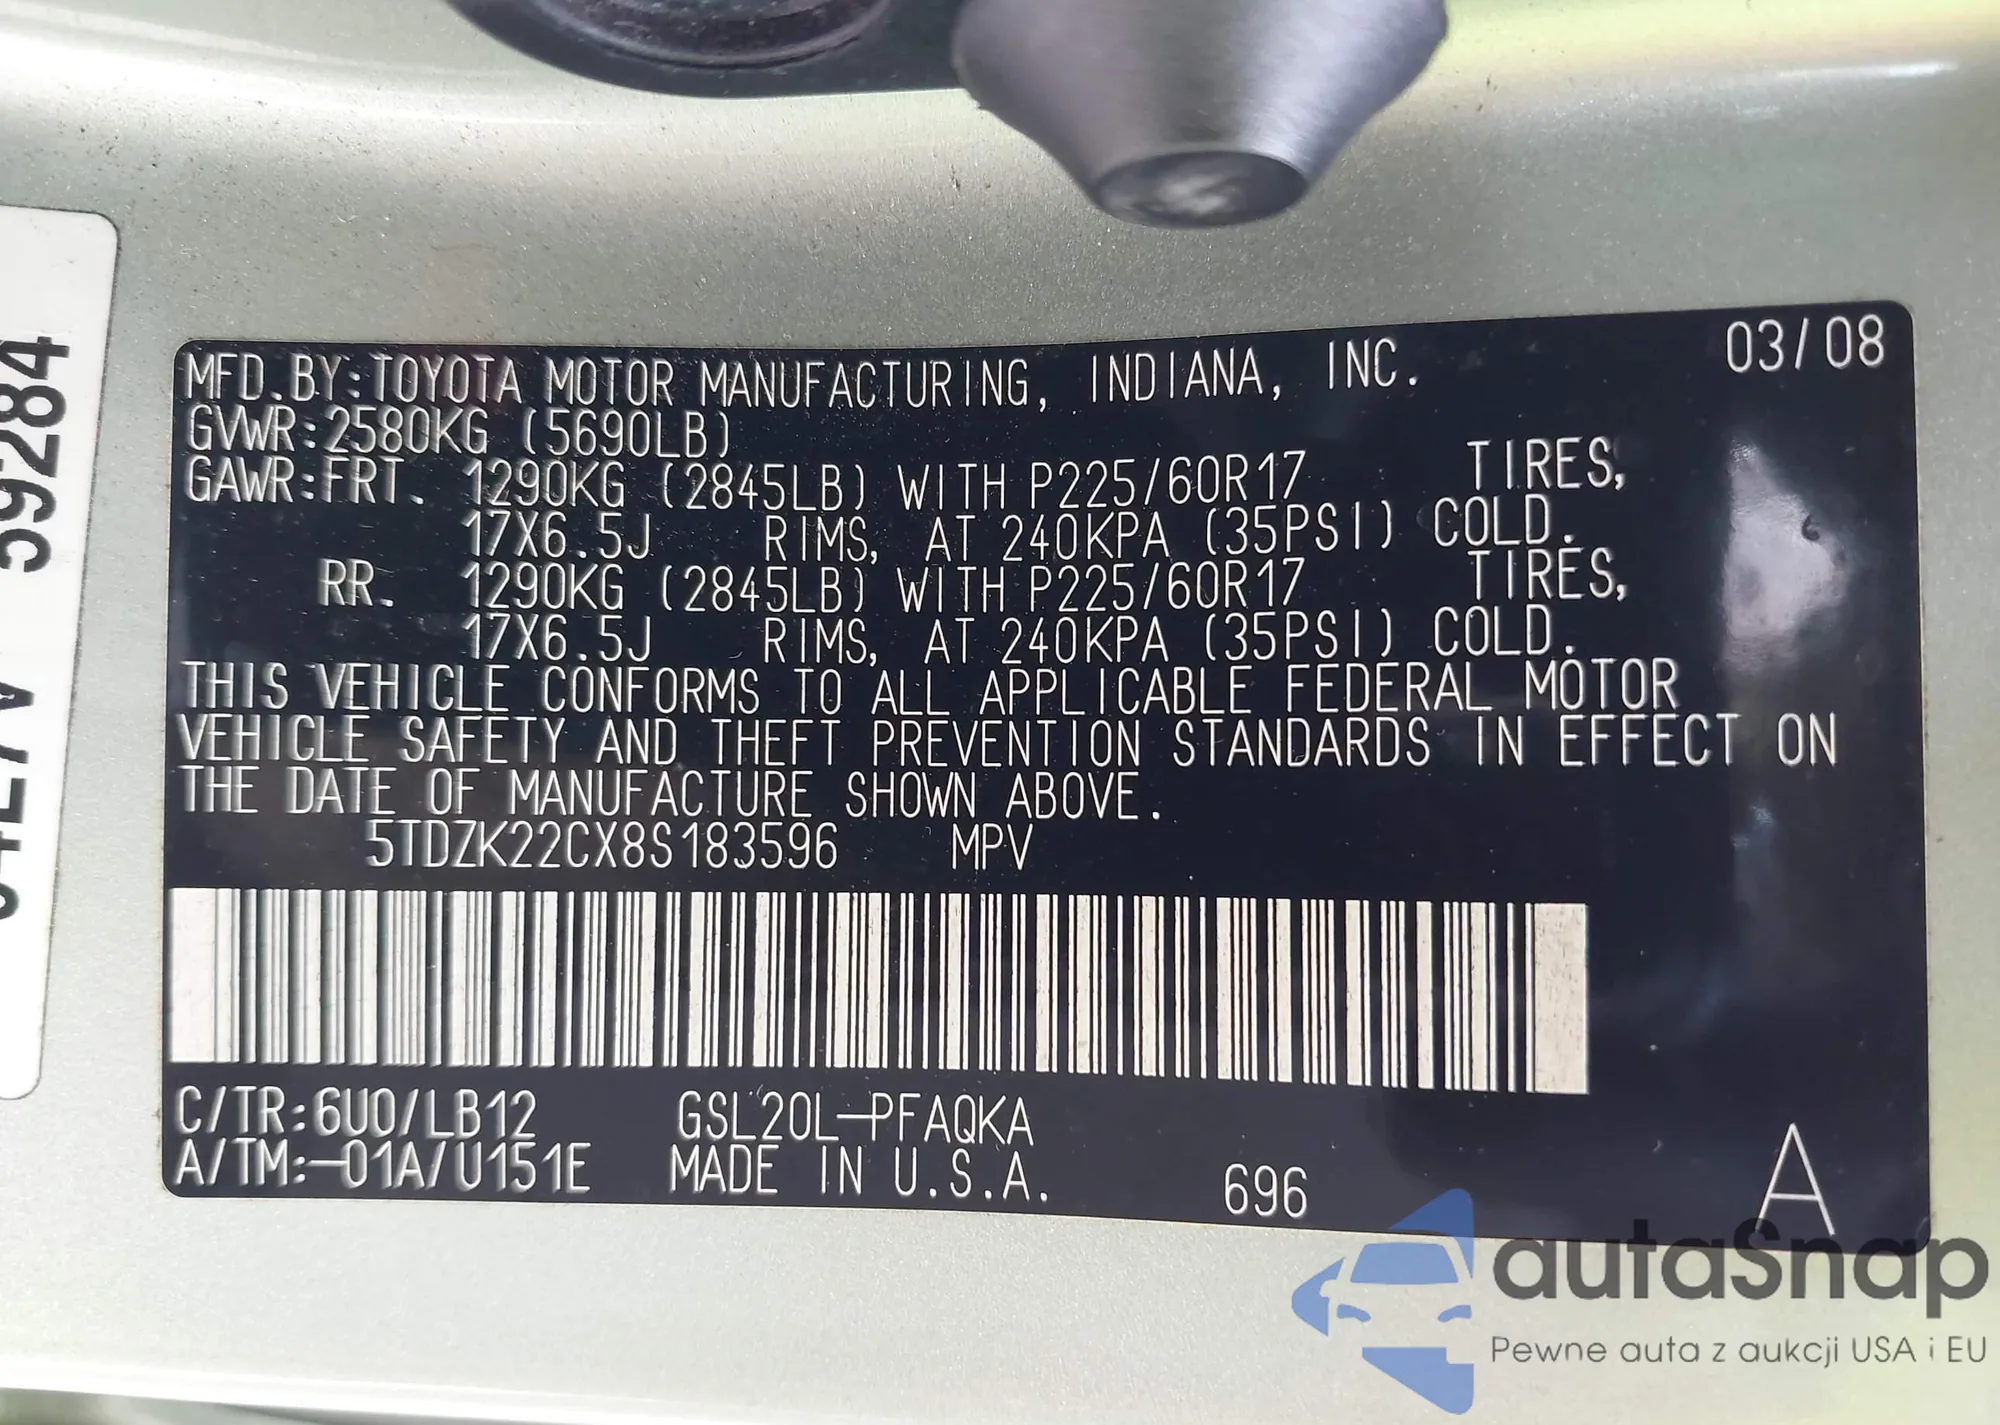 MFD.BY:TOYOTA MOTOR MANUFACTURING, INDIANA, INC. 03/08
GVWR:2580KG (5690LB)
GAWR:FRT. 1290KG (2845LB) WITH P225/60R17 TIRES,
17X6.5J RIMS, AT 240KPA (35PSI) COLD.
RR. 1290KG (2845LB) WITH P225/60R17 TIRES,
17X6.5J RIMS, AT 240KPA (35PSI) COLD.
THIS VEHICLE CONFORMS TO ALL APPLICABLE FEDERAL MOTOR
VEHICLE SAFETY AND THEFT PREVENTION STANDARDS IN EFFECT ON
THE DATE OF MANUFACTURE SHOWN ABOVE.
5TDZK22CX8S183596 MPV
C/TR:6U0/LB12 GSL20L-PFAQKA
A/TM:-01A/U151E MADE IN U.S.A. 696 A
59284
autaSnap
Pewne auta z aukcji USA i EU